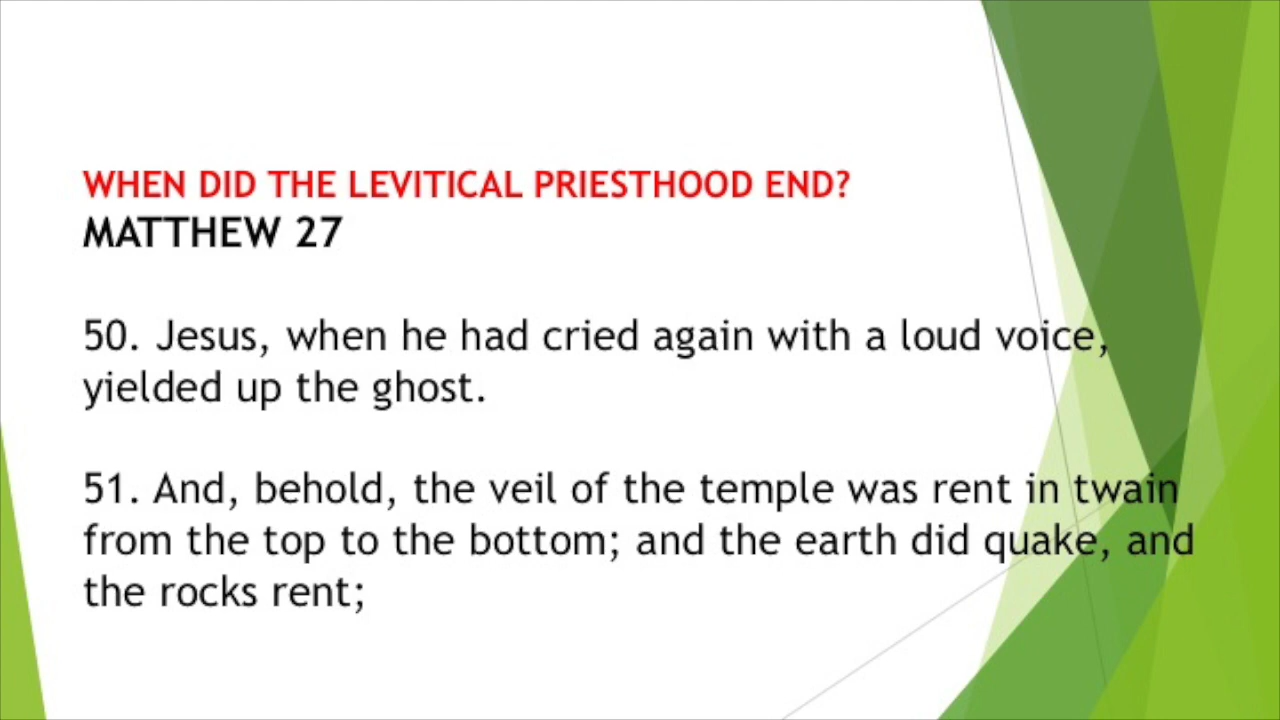 WHEN DID THE LEVITICAL PRIESTHOOD END?
MATTHEW 27
50. Jesus, when he had cried again with a loud voice,
yielded up the ghost.
51. And, behold, the veil of the temple was rent in twain
from the top to the bottom; and the earth did quake, and
the rocks rent;